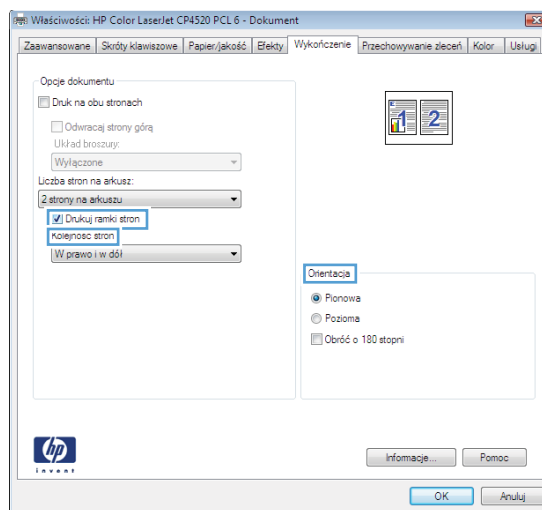 Właściwości: HP Color LaserJet CP4520 PCL 6 - Dokument
Zaawansowane Skróty klawiszowe Papier/jakość Efekty Wykończenie Przechowywanie zleceń Kolor Usługi
Opcje dokumentu
Druk na obu stronach
Odwracaj strony górą
Układ broszury:
Wyłączone
Liczba stron na arkusz:
2 strony na arkuszu
Drukuj ramki stron
Kolejność stron
W prawo i w dół
1 2
Orientacja
Pionowa
Pozioma
Obróć o 180 stopni
hp
invent
Informacje... Pomoc
OK Anuluj